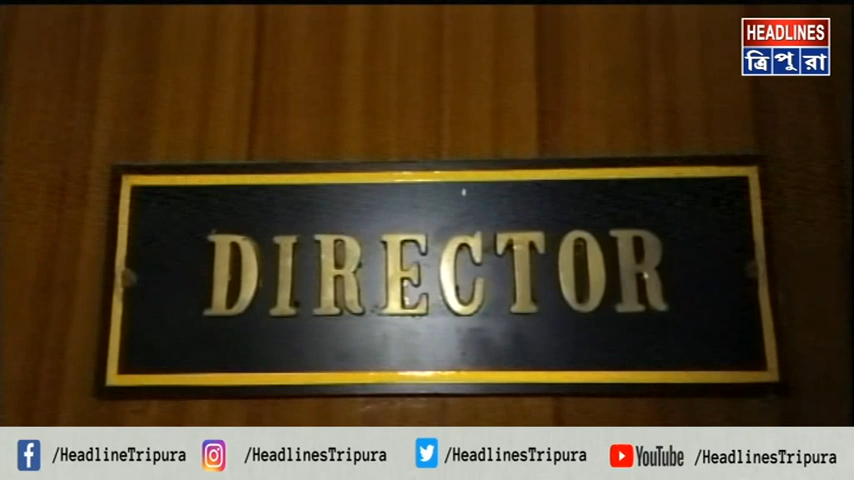 HEADLINES
ত্রিপুরা
DIRECTOR
/HeadlineTripura /HeadlinesTripura /HeadlinesTripura YouTube /HeadlinesTripura